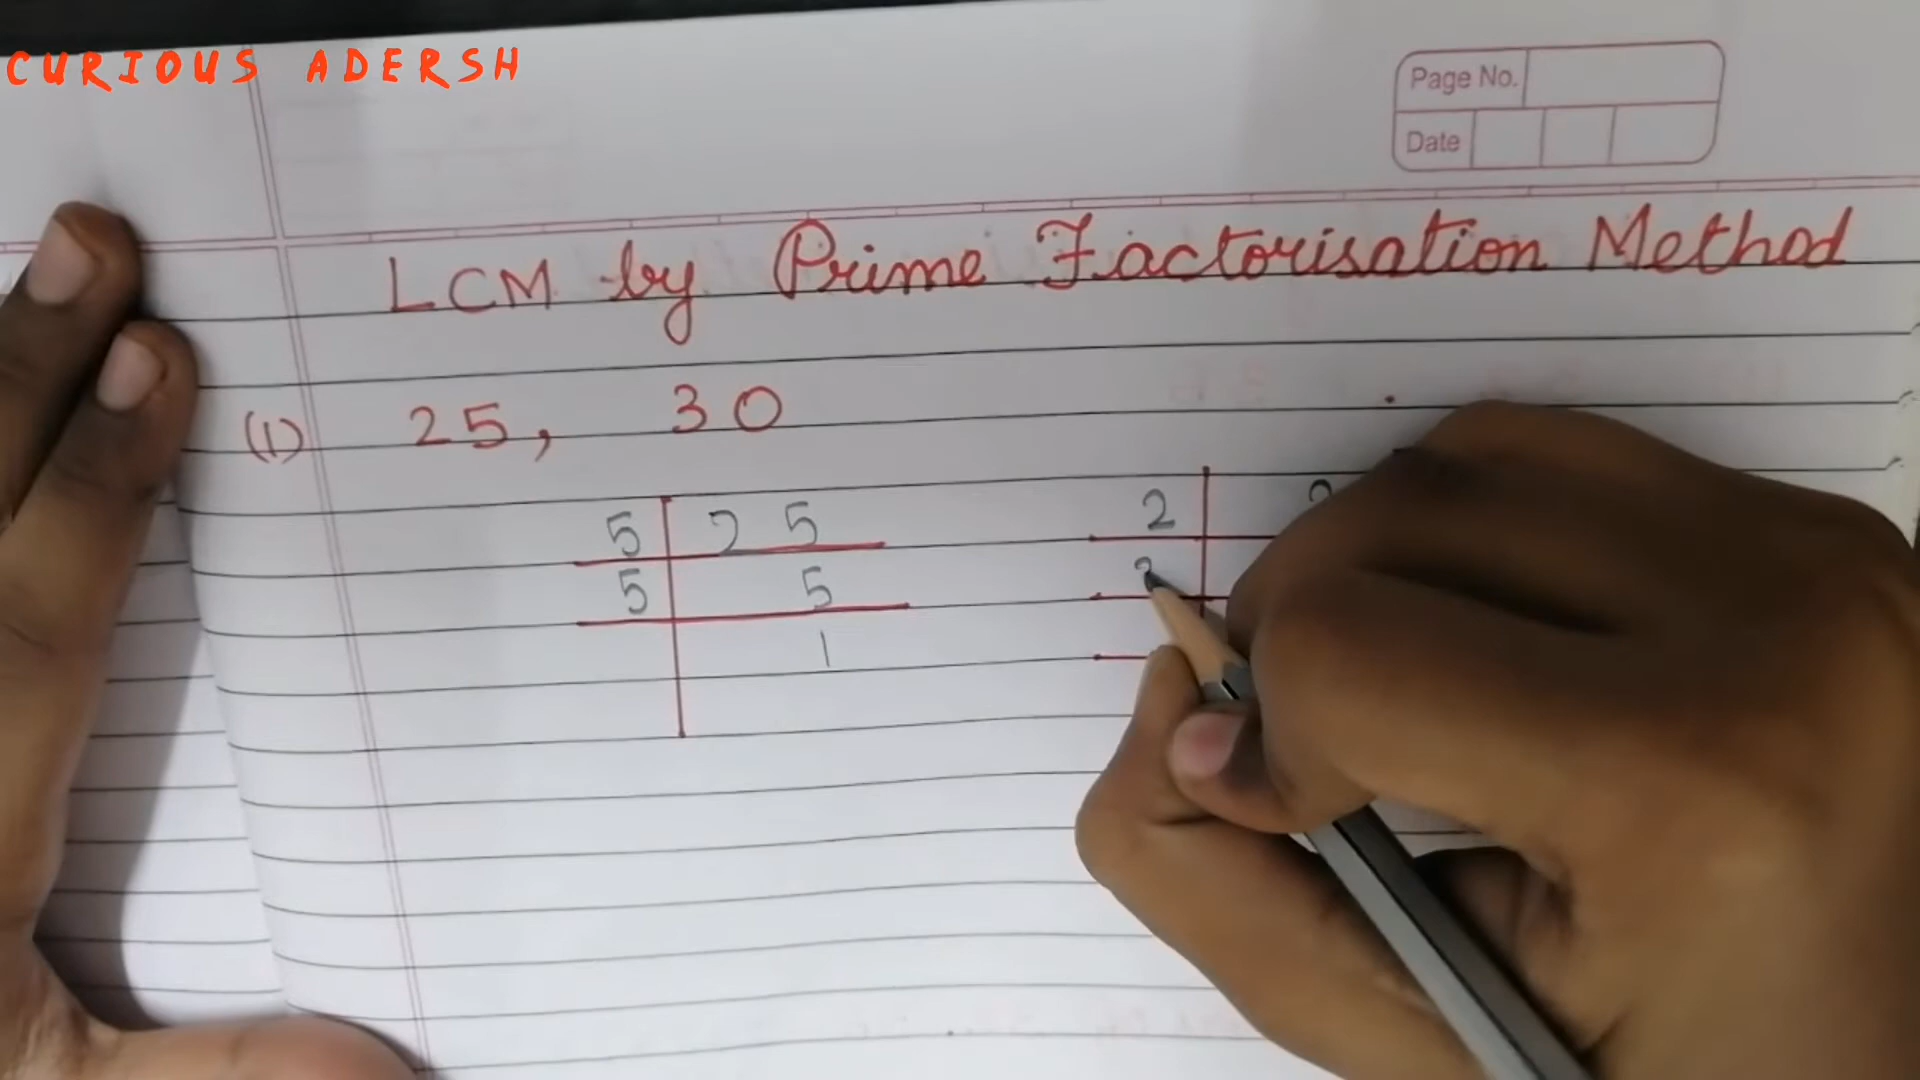 CURIOUS ADERSH
Page No.
Date
LCM by Prime Factorisation Method
(1) 25, 30
5 25 2
5 5
1